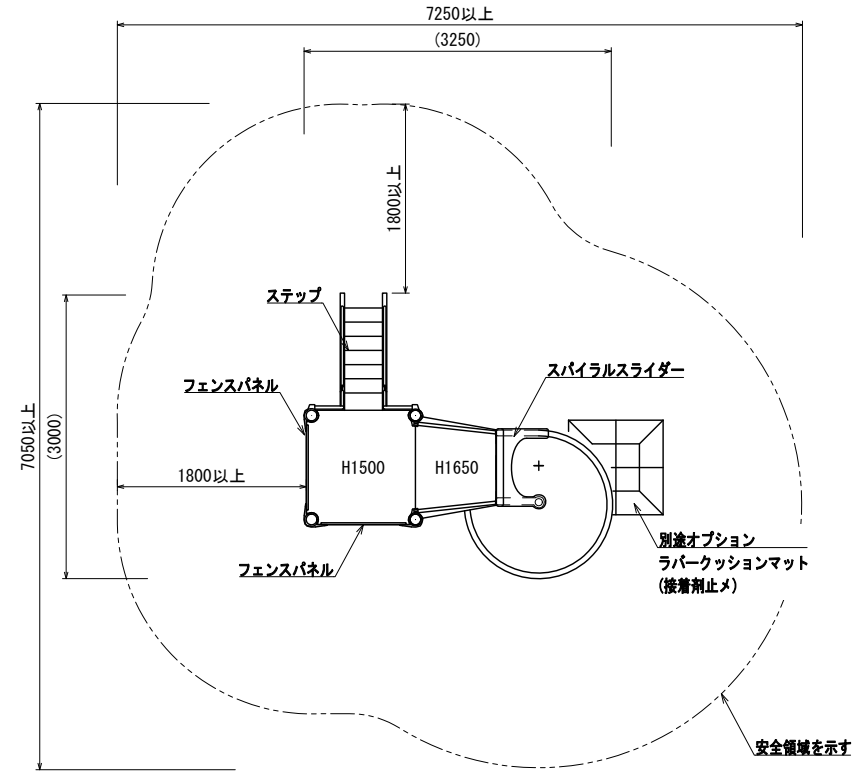 7250以上
(3250)
1800以上
ステップ
フェンスパネル
スパイラルスライダー
7050以上
(3000)
1800以上
H1500
H1650
フェンスパネル
別途オプション
ラバークッションマット
(接着剤止メ)
安全領域を示す